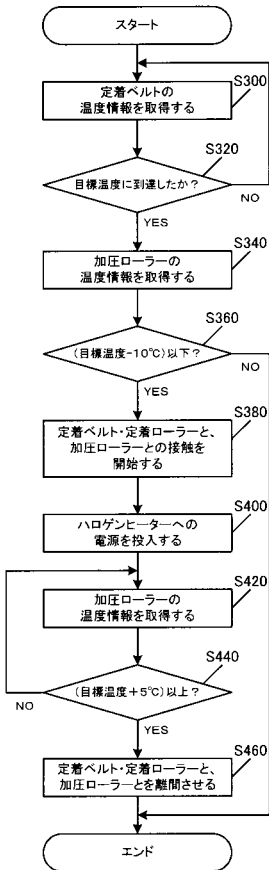 スタート
定着ベルトの
温度情報を取得する
S300
目標温度に到達したか？
S320
NO
YES
加圧ローラーの
温度情報を取得する
S340
(目標温度-10℃)以下？
S360
NO
YES
定着ベルト・定着ローラーと、
加圧ローラーとの接触を
開始する
S380
ハロゲンヒーターへの
電源を投入する
S400
加圧ローラーの
温度情報を取得する
S420
(目標温度＋5℃)以上？
S440
NO
YES
定着ベルト・定着ローラーと、
加圧ローラーとを離間させる
S460
エンド